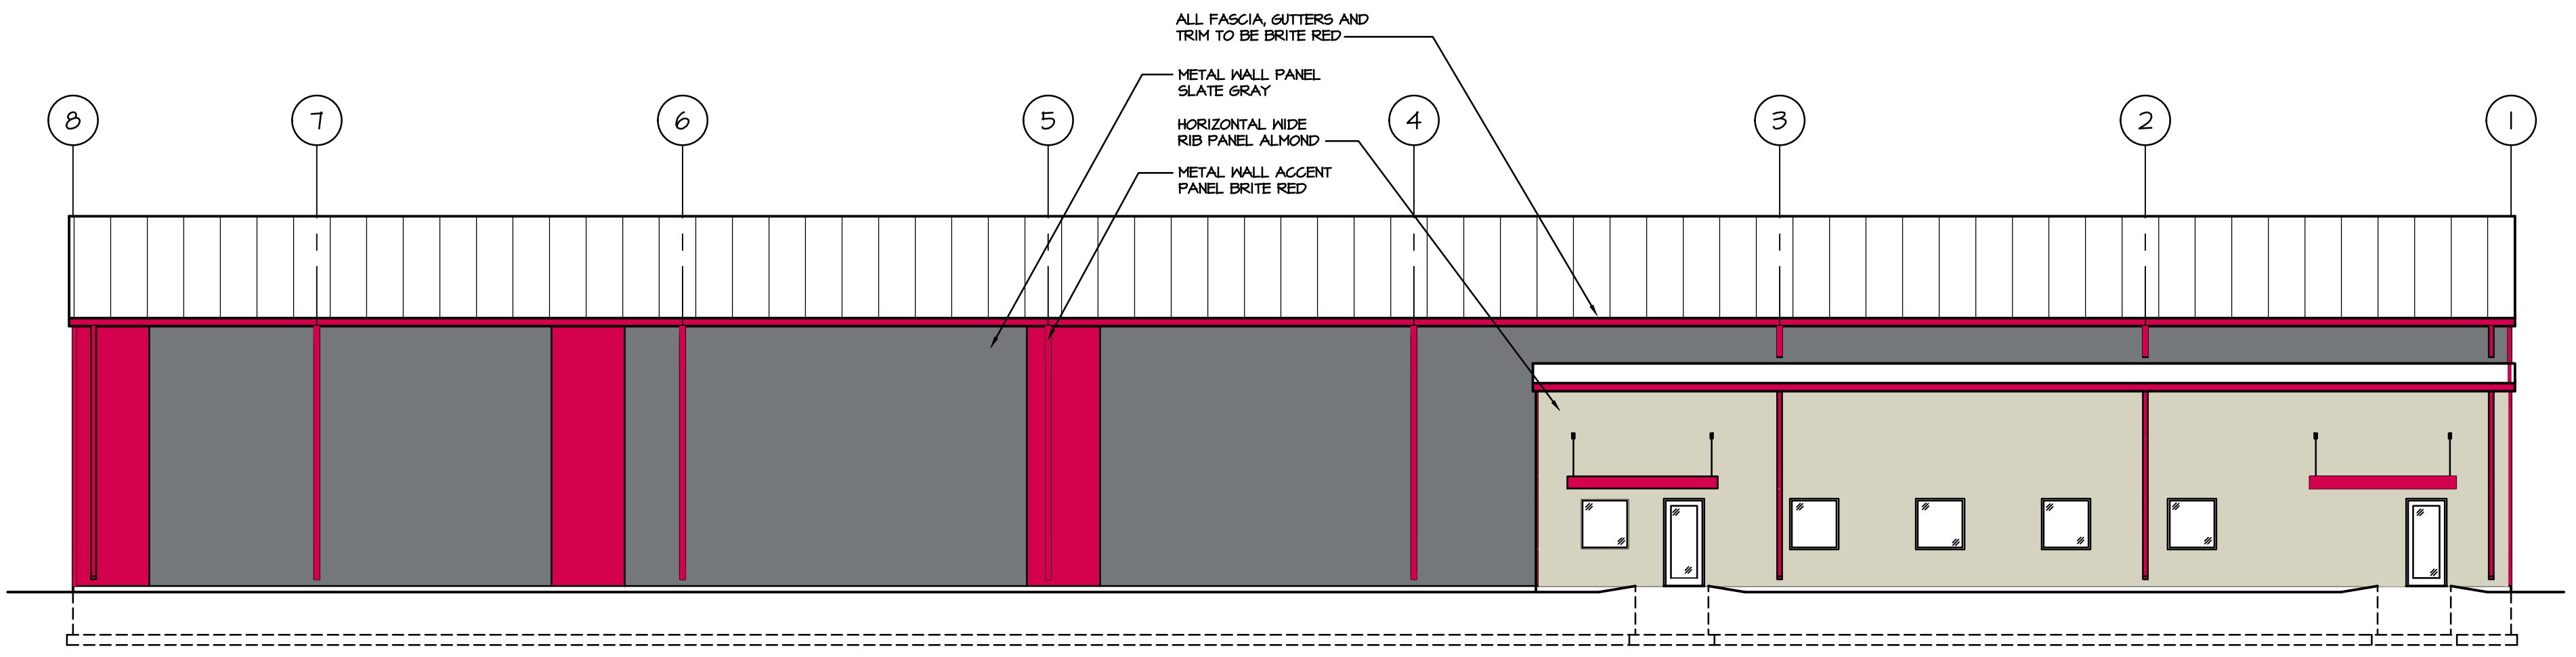 ALL FASCIA, GUTTERS AND
TRIM TO BE BRITE RED
METAL WALL PANEL
SLATE GRAY
8 7 6 5 4 3 2 1
HORIZONTAL WIDE
RIB PANEL ALMOND
METAL WALL ACCENT
PANEL BRITE RED